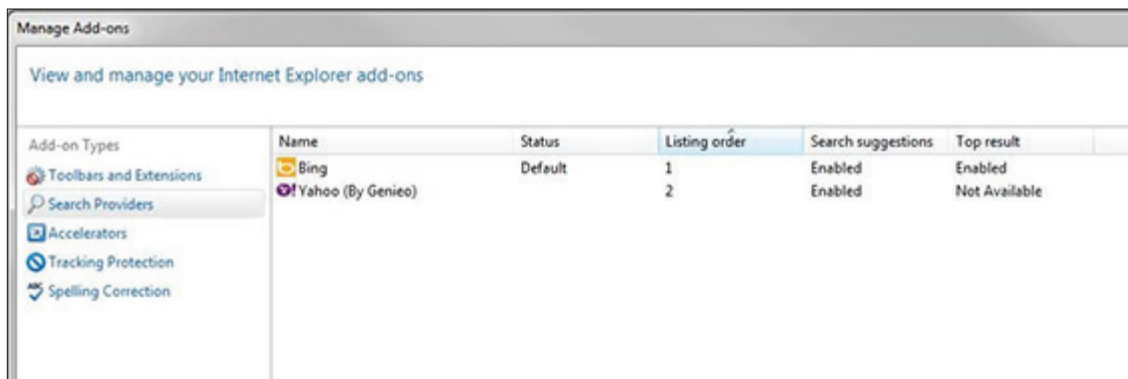 Manage Add-ons
View and manage your Internet Explorer add-ons
Add-on Types
Toolbars and Extensions
Search Providers
Accelerators
Tracking Protection
ABC Spelling Correction
Name Status Listing order Search suggestions Top result
Bing Default 1 Enabled Enabled
Yahoo (By Genieo) 2 Enabled Not Available